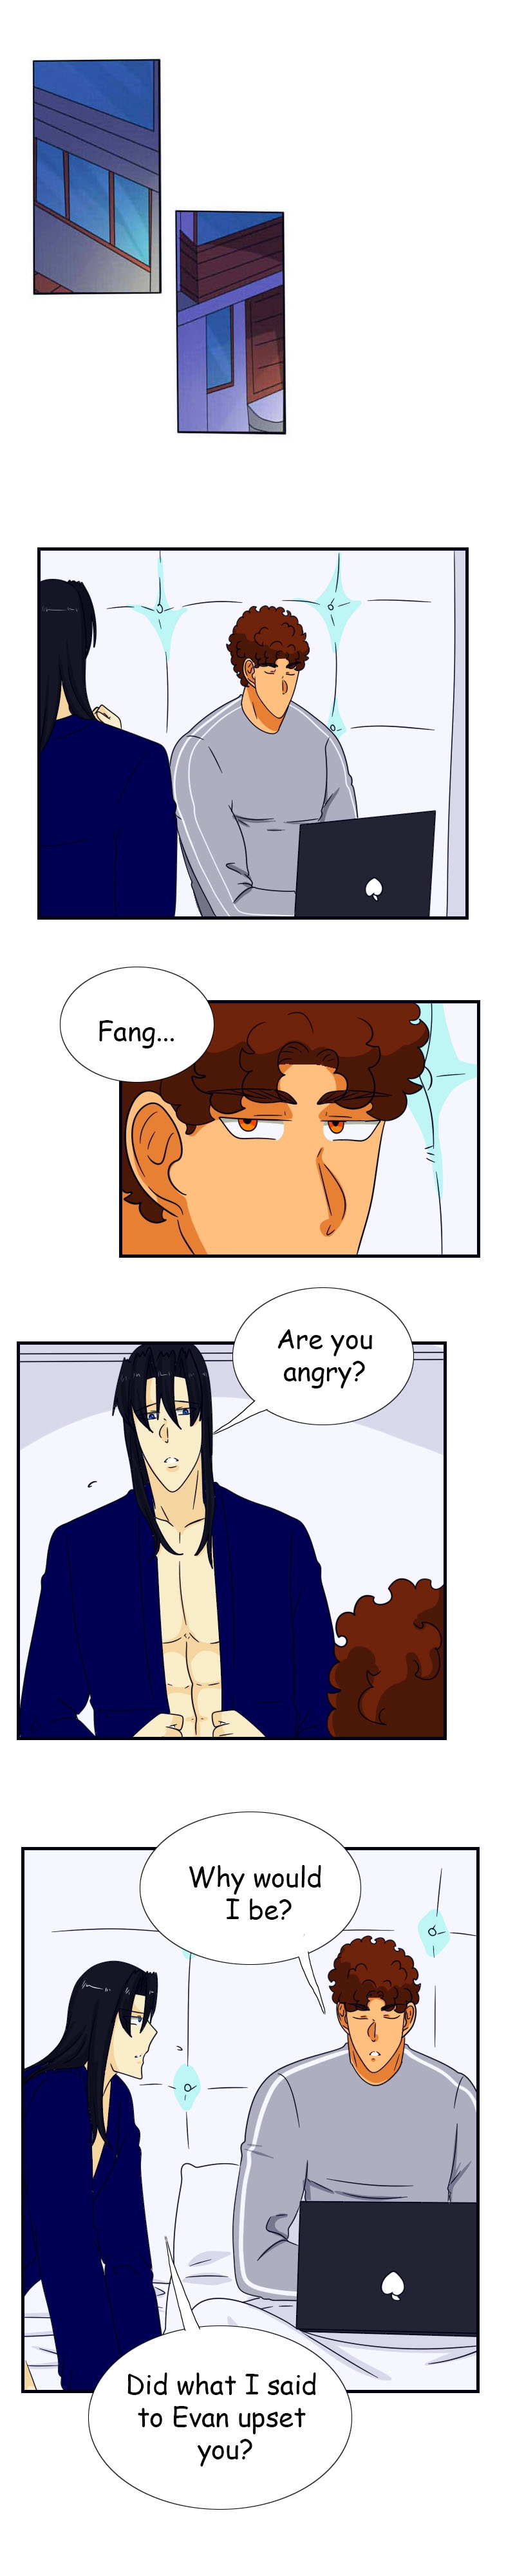 Fang...
Are you
angry?
Why would
I be?
Did what I said
to Evan upset
you?